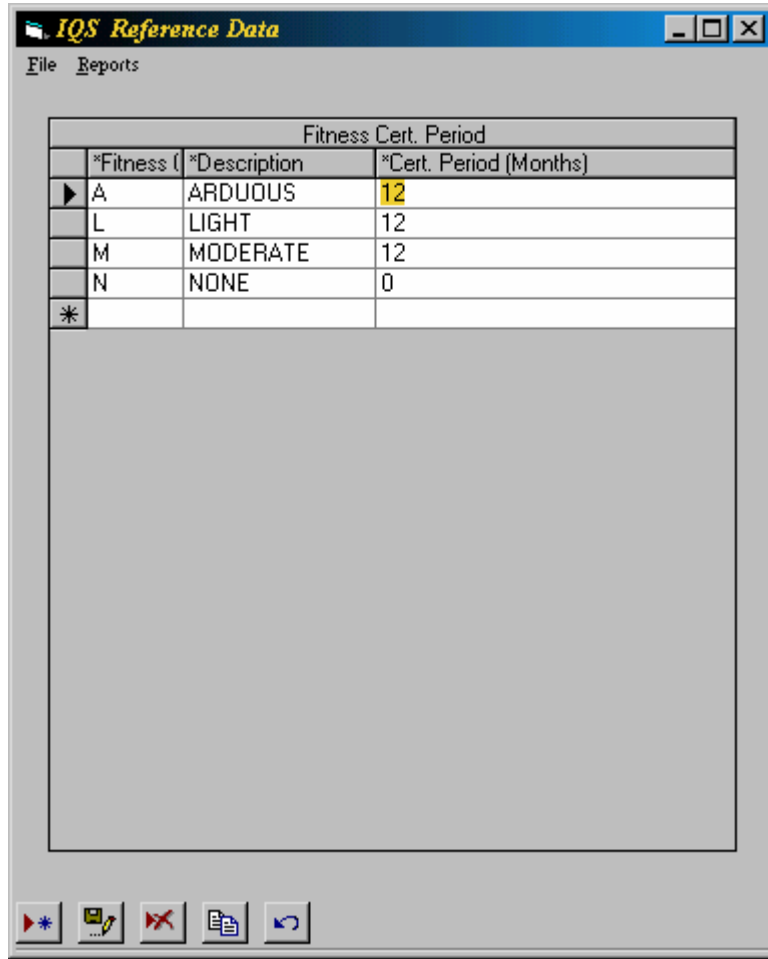 IQS Reference Data
File Reports
Fitness Cert. Period
*Fitness ( *Description *Cert. Period (Months)
A ARDUOUS 12
L LIGHT 12
M MODERATE 12
N NONE 0